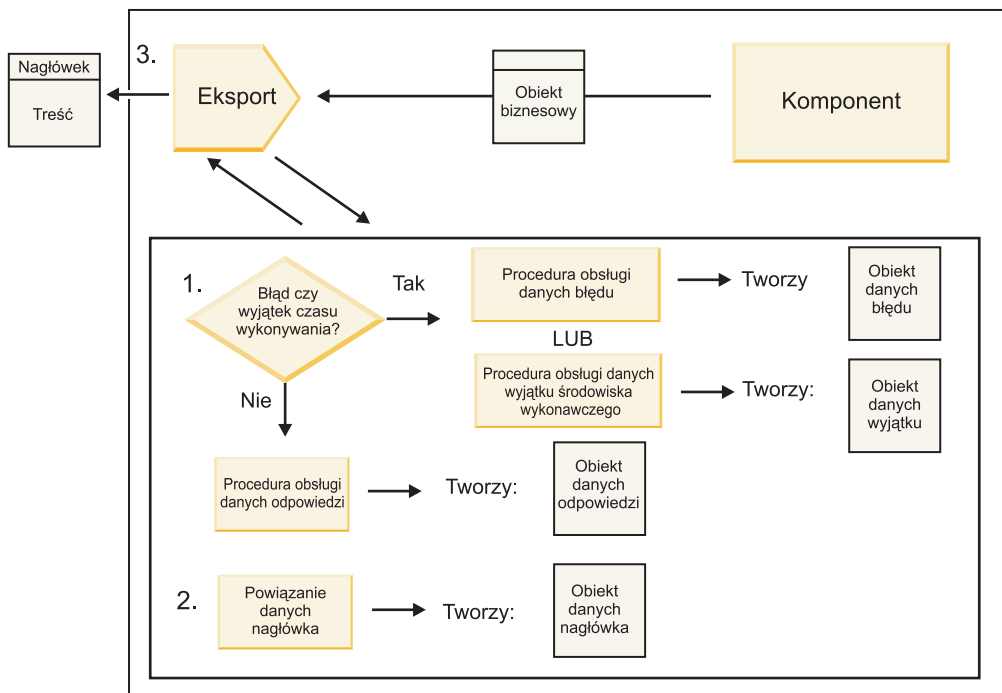 3.
Nagłówek
Treść
Eksport
Obiekt
biznesowy
Komponent
1.
Błąd czy
wyjątek czasu
wykonywania?
Tak
Procedura obsługi
danych błędu
Tworzy
Obiekt
danych
błędu
LUB
Procedura obsługi danych
wyjątku środowiska
wykonawczego
Tworzy:
Obiekt
danych
wyjątku
Nie
Procedura obsługi
danych odpowiedzi
Tworzy:
Obiekt
danych
odpowiedzi
2.
Powiązanie
danych
nagłówka
Tworzy:
Obiekt
danych
nagłówka